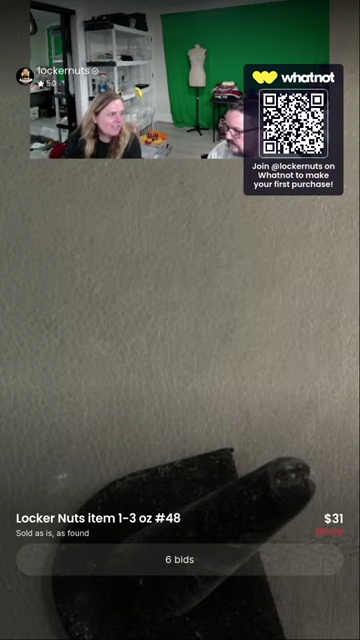 lockernuts
★ 5.0
whatnot
Join @lockernuts on
Whatnot to make
your first purchase!
Locker Nuts item 1-3 oz #48
$31
Sold as is, as found
6 bids